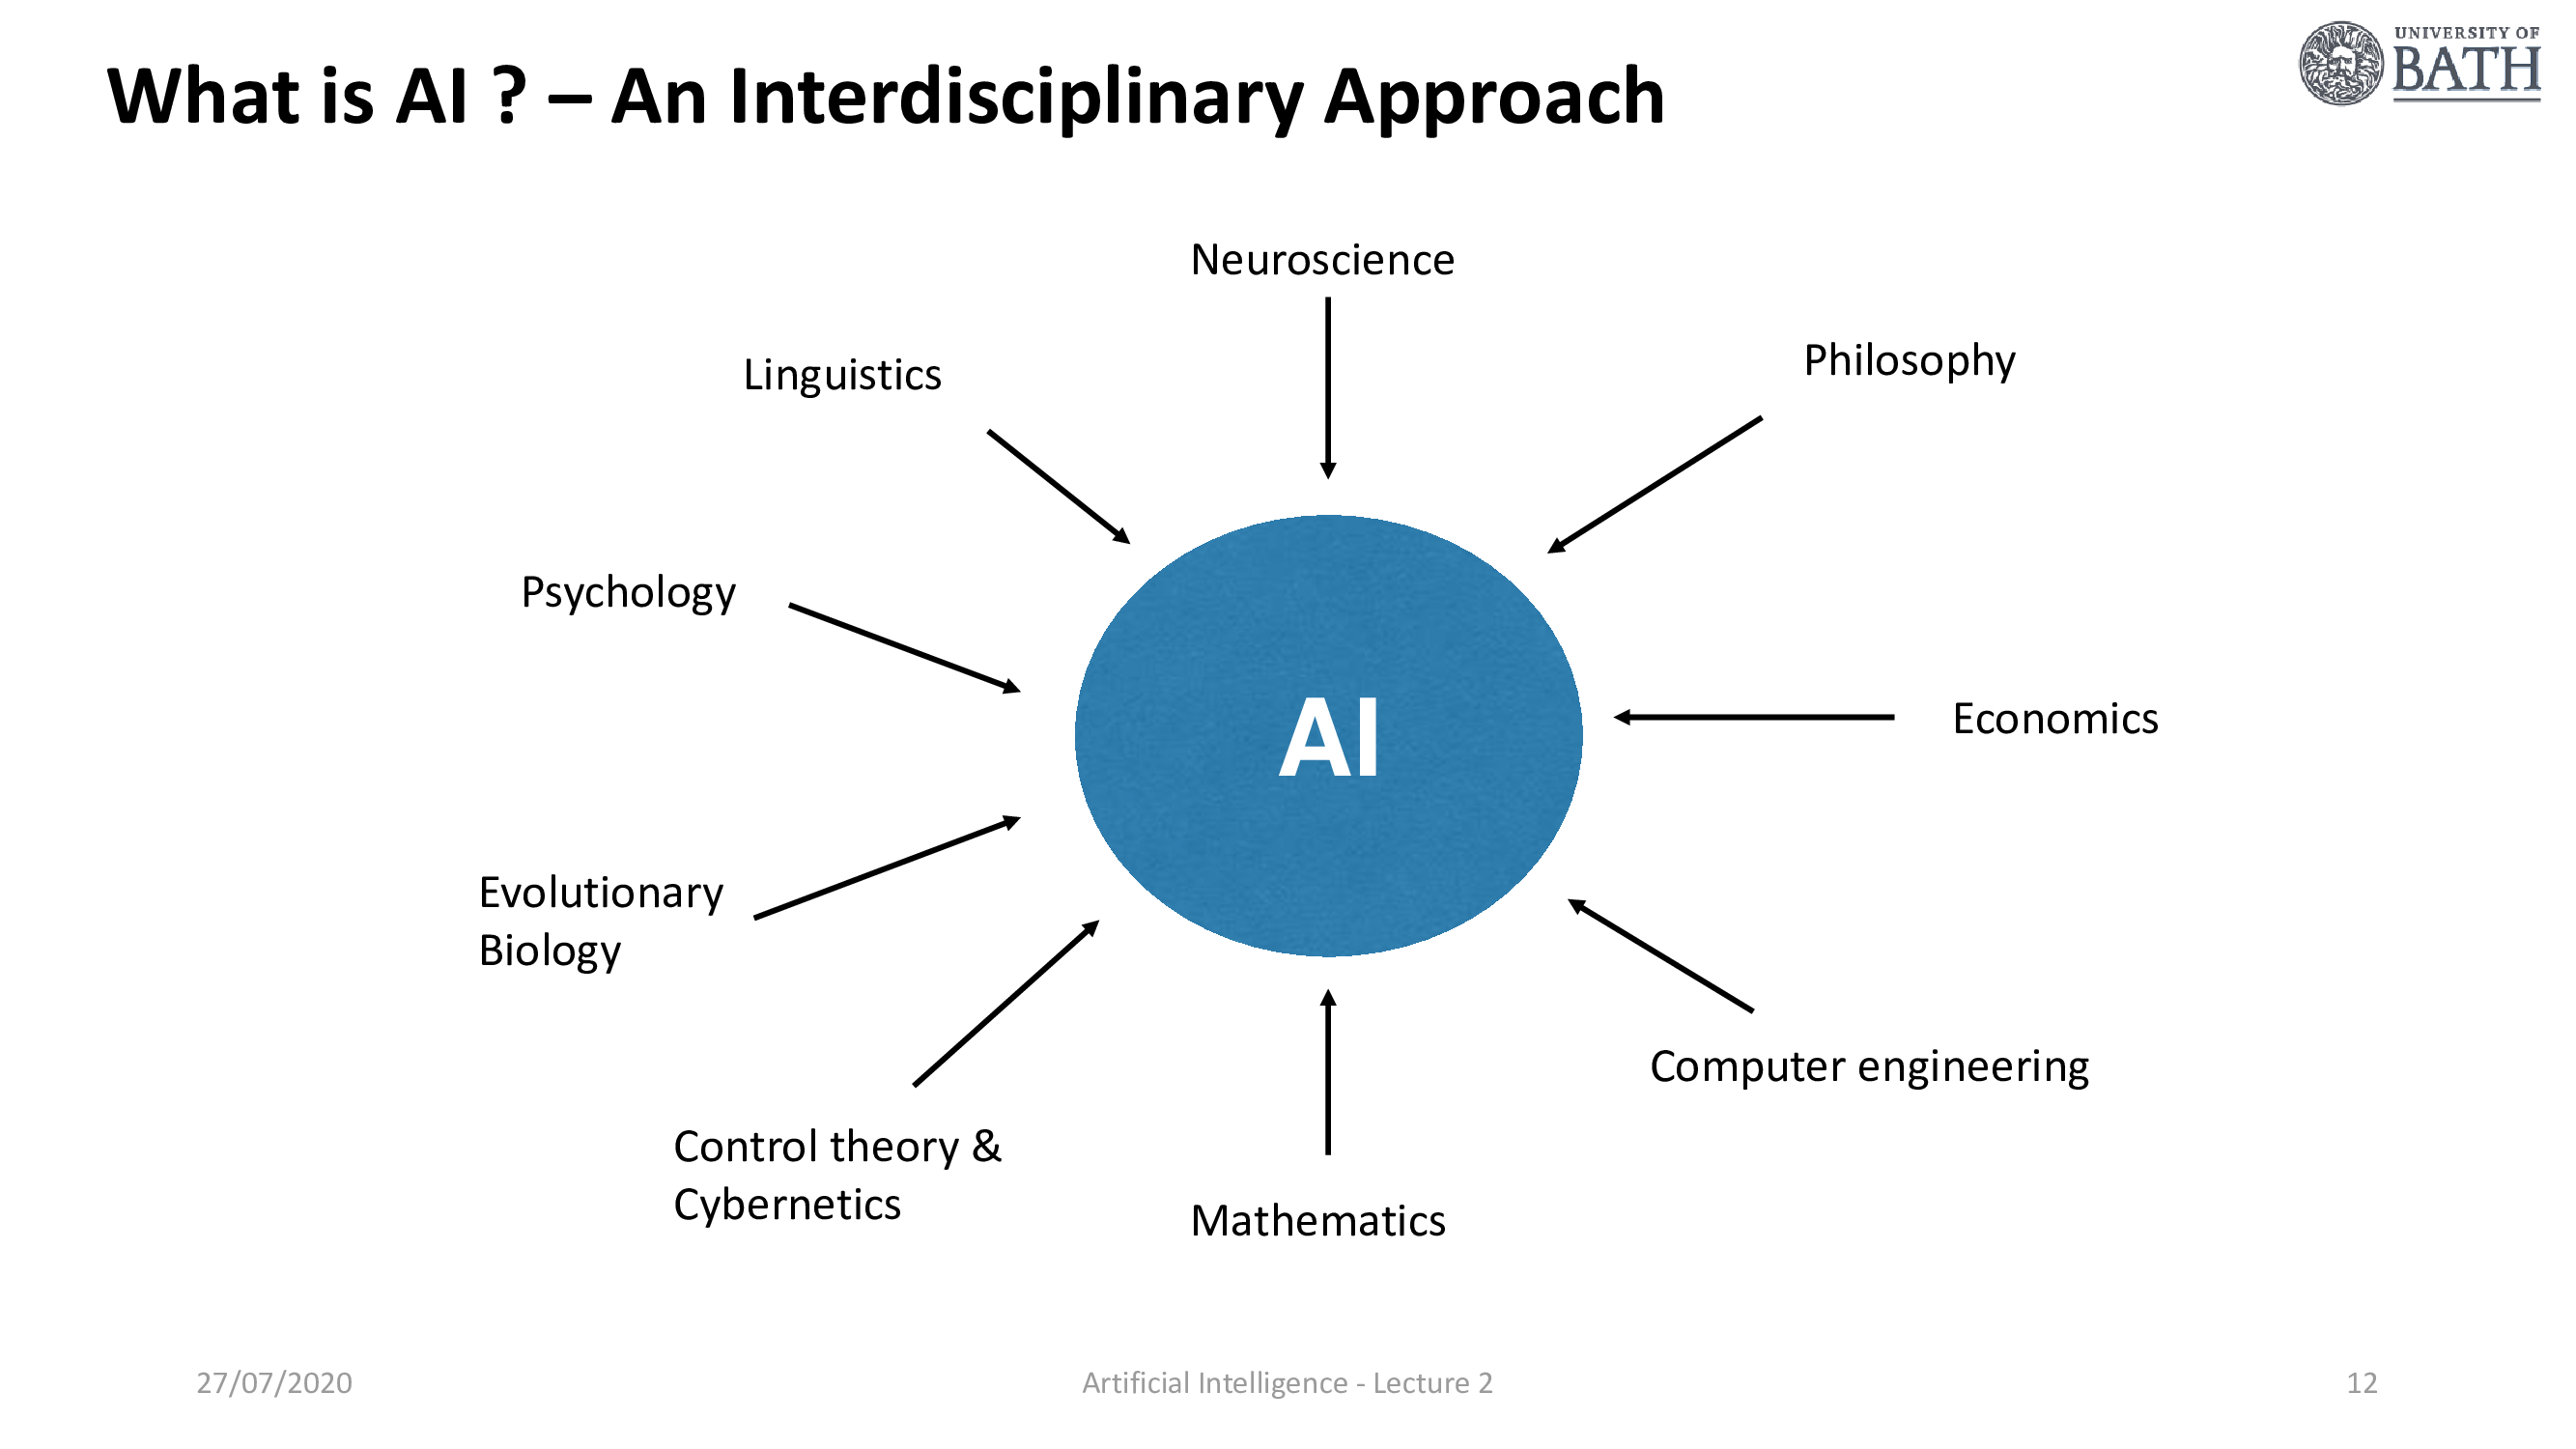 UNIVERSITY OF
BATH
What is AI ? – An Interdisciplinary Approach
Neuroscience
Linguistics
Philosophy
Psychology
AI
Economics
Evolutionary
Biology
Computer engineering
Control theory &
Cybernetics
Mathematics
27/07/2020
Artificial Intelligence - Lecture 2
12